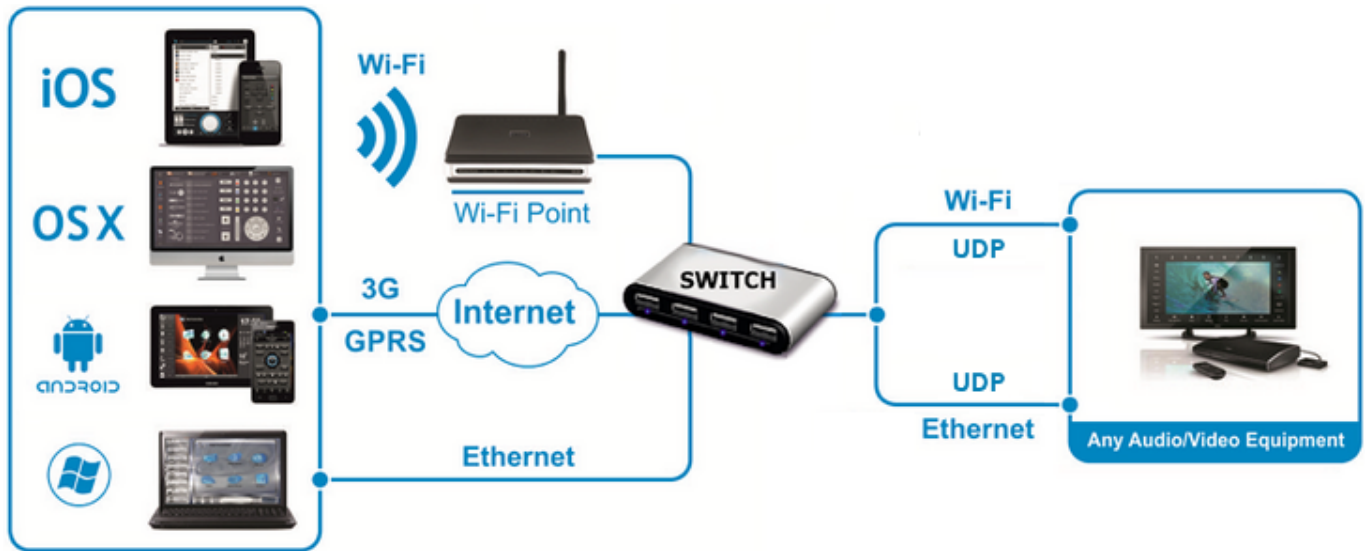 iOS
OS X
ANDROID
Wi-Fi
Wi-Fi Point
3G
GPRS
Internet
Ethernet
SWITCH
Wi-Fi
UDP
UDP
Ethernet
Any Audio/Video Equipment